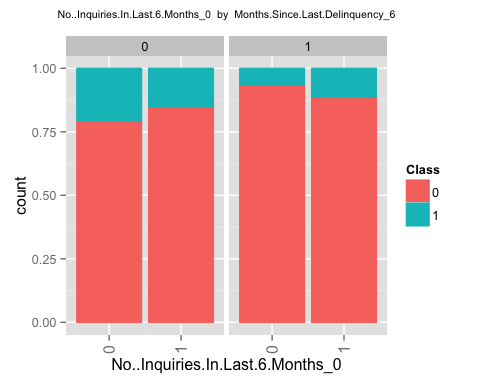 No..Inquiries.In.Last.6.Months_0 by Months.Since.Last.Delinquency_6
0 1
1.00
0.75
0.50
0.25
0.00
count
0 1 0 1
No..Inquiries.In.Last.6.Months_0
Class
0
1